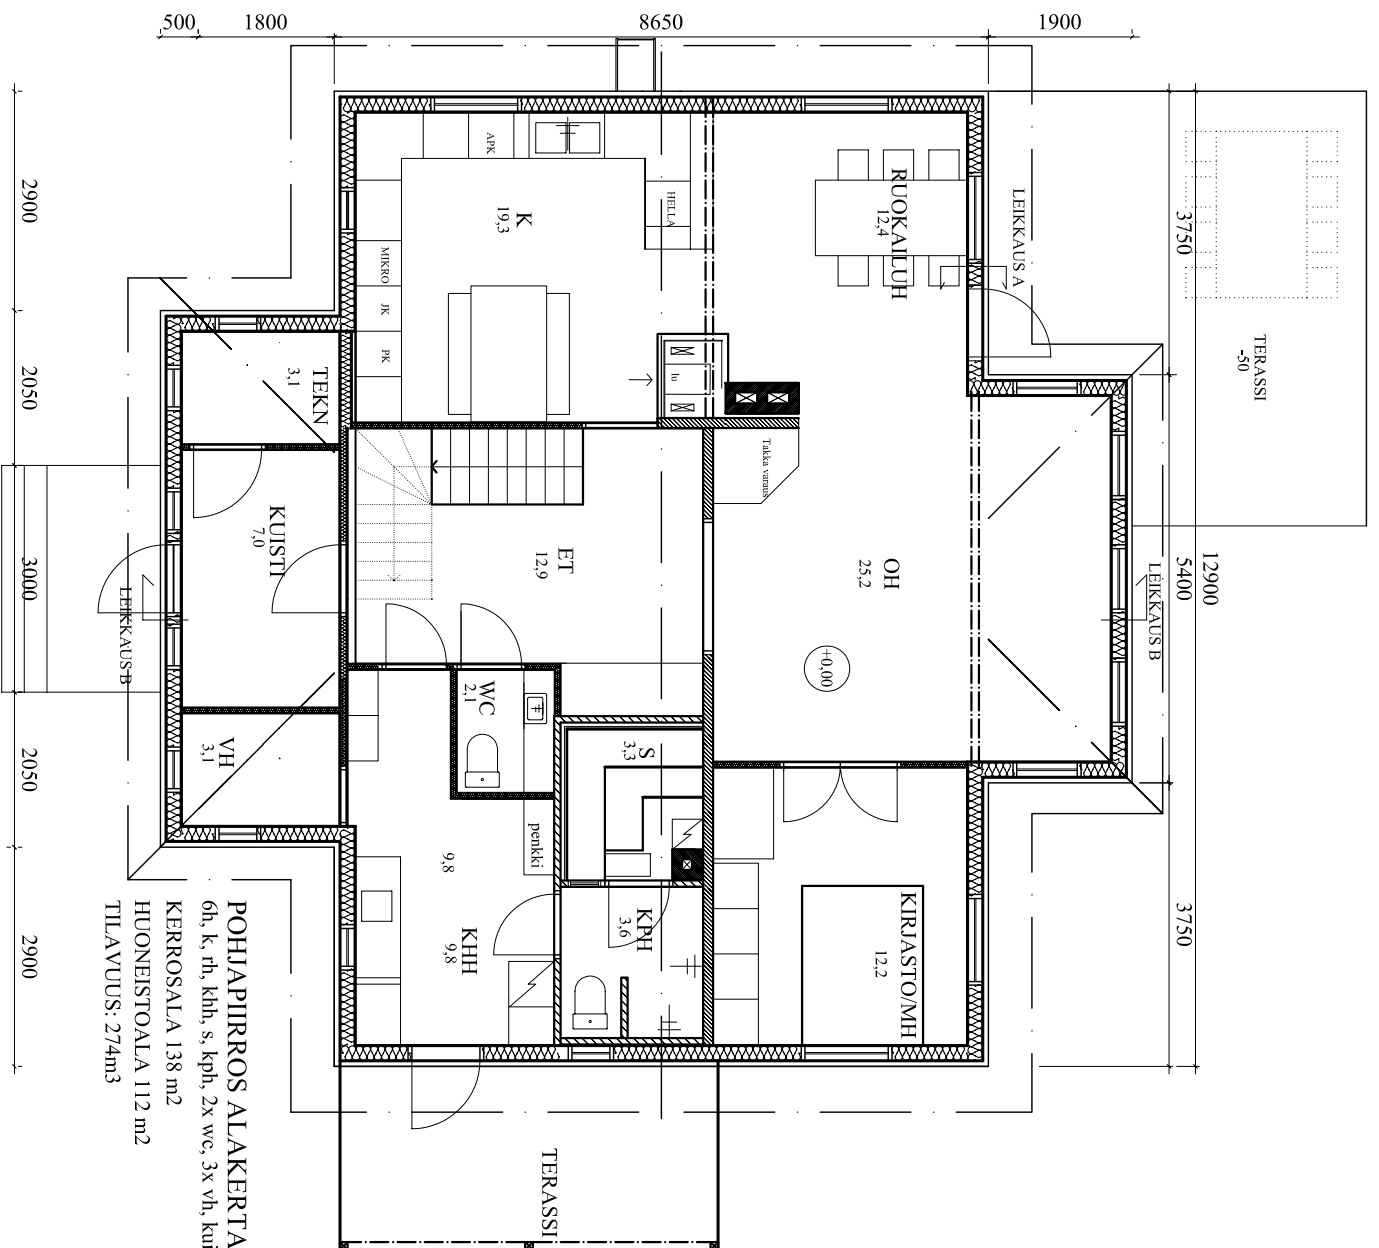 500
1800
8650
1900
2900
2050
3000
2050
2900
3750
5400
3750
12900
APK
HELLA
K
19,3
MIKRO
JK
PK
lu
RUOKAILUH
12,4
LEIKKAUS A
TERASSI
-50
TEKN
3,1
KUISTI
7,0
VH
3,1
LEIKKAUS B
ET
12,9
Takka varaus
OH
25,2
+0,00
LEIKKAUS B
WC
2,1
S
3,3
penkki
9,8
KHH
9,8
KPH
3,6
KIRJASTO/MH
12,2
TERASSI
POHJAPIIRROS ALAKERTA
6h, k, rh, khh, s, kph, 2x wc, 3x vh, kui
KERROSALA 138 m2
HUONEISTOALA 112 m2
TILAVUUS: 274m3